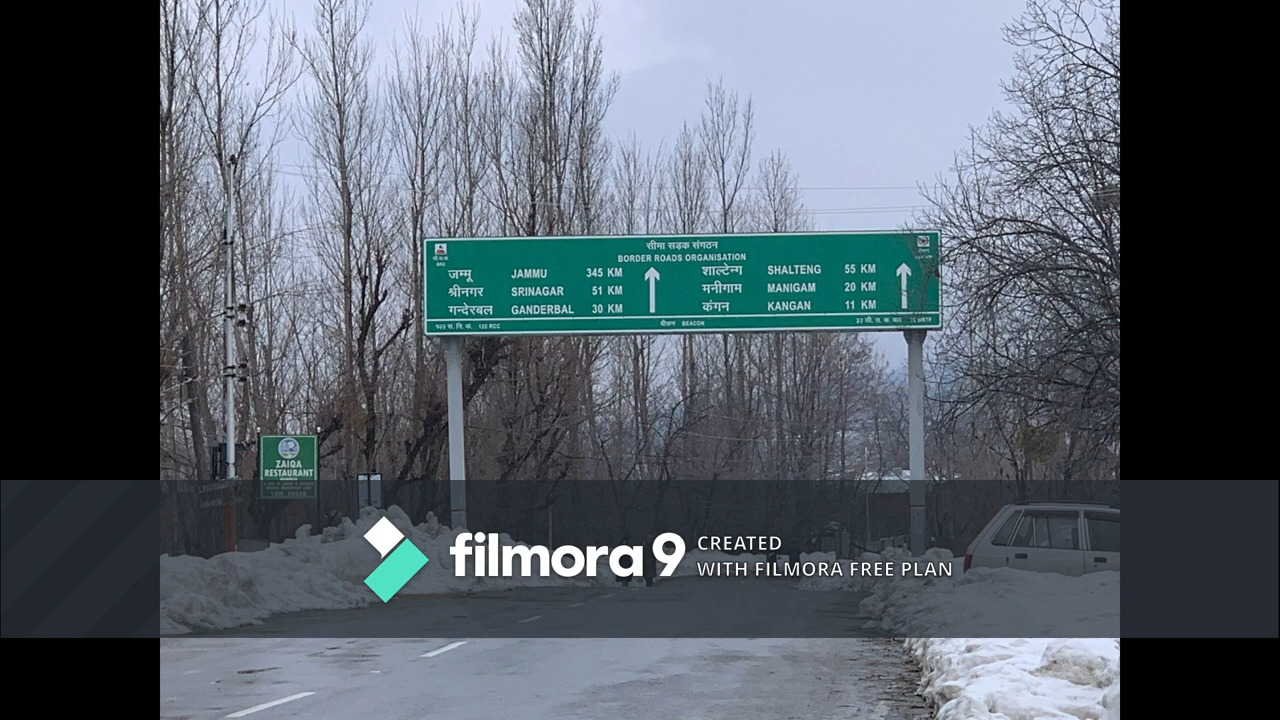 सीमा सड़क संगठन
BORDER ROADS ORGANISATION
जम्मू JAMMU 345 KM
श्रीनगर SRINAGAR 51 KM
गन्देरबल GANDERBAL 30 KM
शाल्टेन्ग SHALTENG 55 KM
मनीगाम MANIGAM 20 KM
कंगन KANGAN 11 KM
122 RCC
बीकन BEACON
ZAIQA
RESTAURANT
filmora9 CREATED
WITH FILMORA FREE PLAN